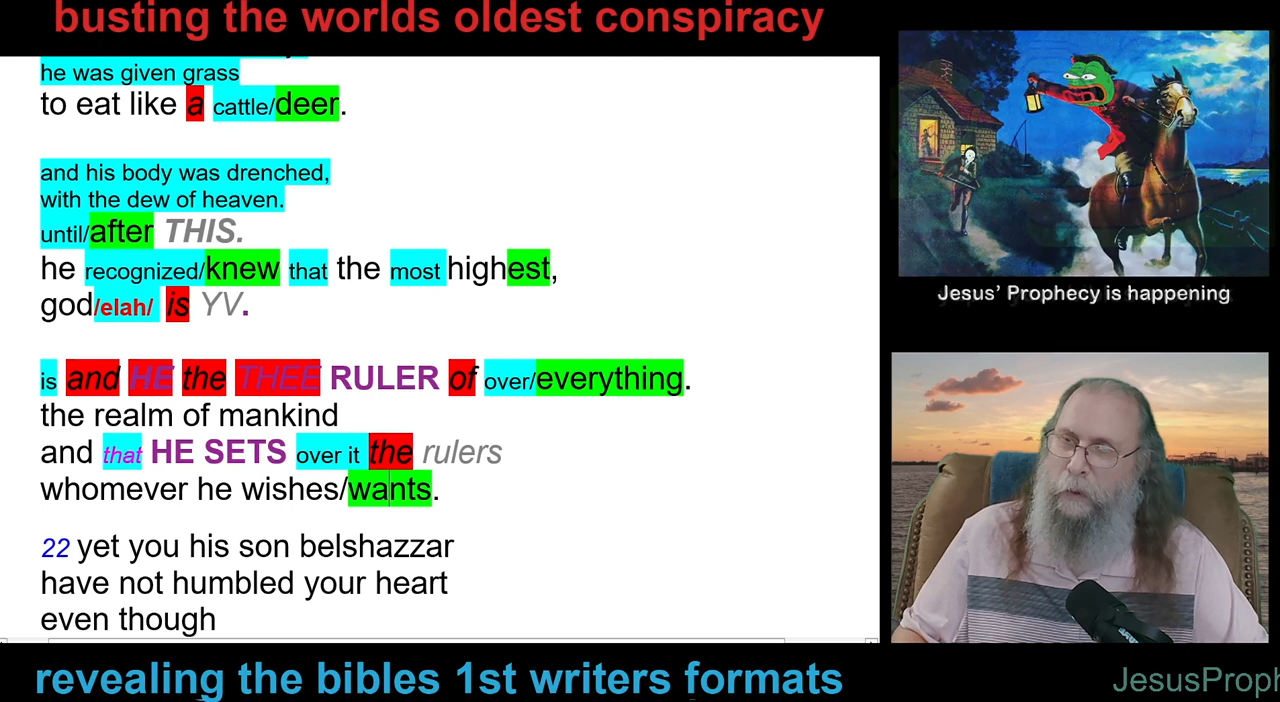 busting the worlds oldest conspiracy
he was given grass
to eat like a cattle/deer.
and his body was drenched,
with the dew of heaven.
until/after THIS.
he recognized/knew that the most highest,
god/elah/ is YV.
is and HE the THEE RULER of over/everything.
the realm of mankind
and that HE SETS over it the rulers
whomever he wishes/wants.
22 yet you his son belshazzar
have not humbled your heart
even though
Jesus' Prophecy is happening
revealing the bibles 1st writers formats
JesusProph